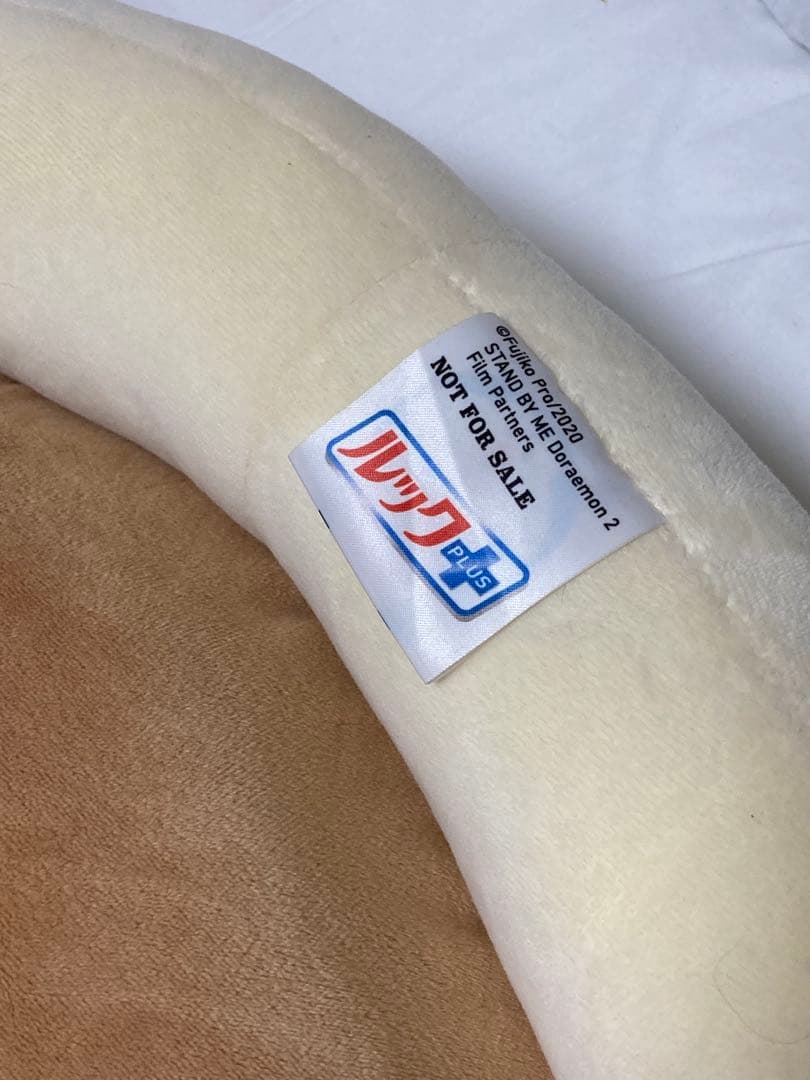 ©Fujiko Pro/2020
STAND BY ME Doraemon 2
Film Partners
NOT FOR SALE
ルック
PLUS